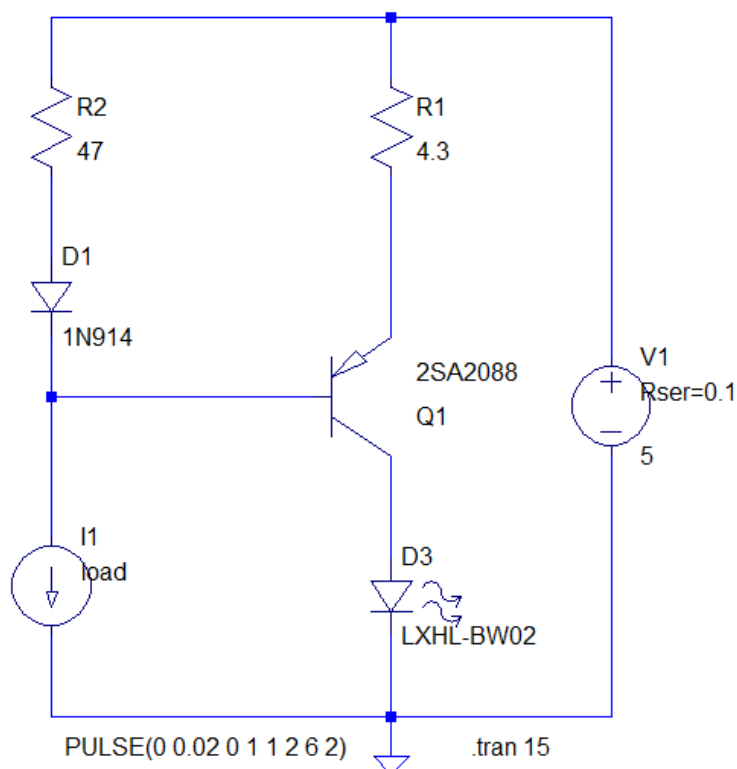 R2
47
R1
4.3
D1
1N914
2SA2088
Q1
V1
Rser=0.1
5
I1
load
D3
LXHL-BW02
PULSE(0 0.02 0 1 1 2 6 2)
.tran 15